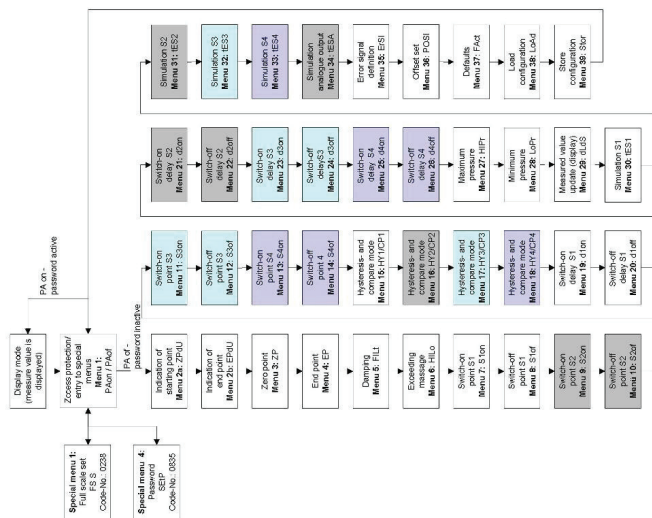 Display mode
(measure value is
displayed)
PA on -
password active
Zccess protection/
entry to special
menus
Menu 1:
PAon / PAof
Special menu 1:
Full scale set
FS S
Code-No.: 0238
Special menu 4:
Password
SEtP
Code-No.: 0835
PA of -
password inactive
Indication of
starting point
Menu 2a: ZPdU
Indication of
end point
Menu 2b: EPdU
Zero point
Menu 3: ZP
End point
Menu 4: EP
Damping
Menu 5: FILt
Exceeding
massage
Menu 6: HILo
Switch-on
point S1
Menu 7: S1on
Switch-off
point S1
Menu 8: S1of
Switch-on
point S2
Menu 9: S2on
Switch-off
point S2
Menu 10: S2of
Switch-on
point S3
Menu 11: S3on
Switch-off
point S3
Menu 12: S3of
Switch-on
point S4
Menu 13: S4on
Switch-off
point 4
Menu 14: S4of
Hysteresis- and
compare mode
Menu 15: HY1/CP1
Hysteresis- and
compare mode
Menu 16: HY2/CP2
Hysteresis- and
compare mode
Menu 17: HY3/CP3
Hysteresis- and
compare mode
Menu 18: HY4/CP4
Switch-on
delay S1
Menu 19: d1on
Switch-off
delay S1
Menu 20: d1off
Switch-on
delay S2
Menu 21: d2on
Switch-off
delay S2
Menu 22: d2off
Switch-on
delay S3
Menu 23: d3on
Switch-off
delayS3
Menu 24: d3off
Switch-on
delay S4
Menu 25: d4on
Switch-off
delay S4
Menu 26: d4off
Maximum
pressure
Menu 27: HIPr
Minimum
pressure
Menu 28: LoPr
Measured value
update (display)
Menu 29: dLdS
Simulation S1
Menu 30: tES1
Simulation S2
Menu 31: tES2
Simulation S3
Menu 32: tES3
Simulation S4
Menu 33: tES4
Simulation
analogue output
Menu 34: tESA
Error signal
definition
Menu 35: ErSI
Offset set
Menu 36: POSI
Defaults
Menu 37: FAct
Load
configuration
Menu 38: LoAd
Store
configuration
Menu 39: Stor